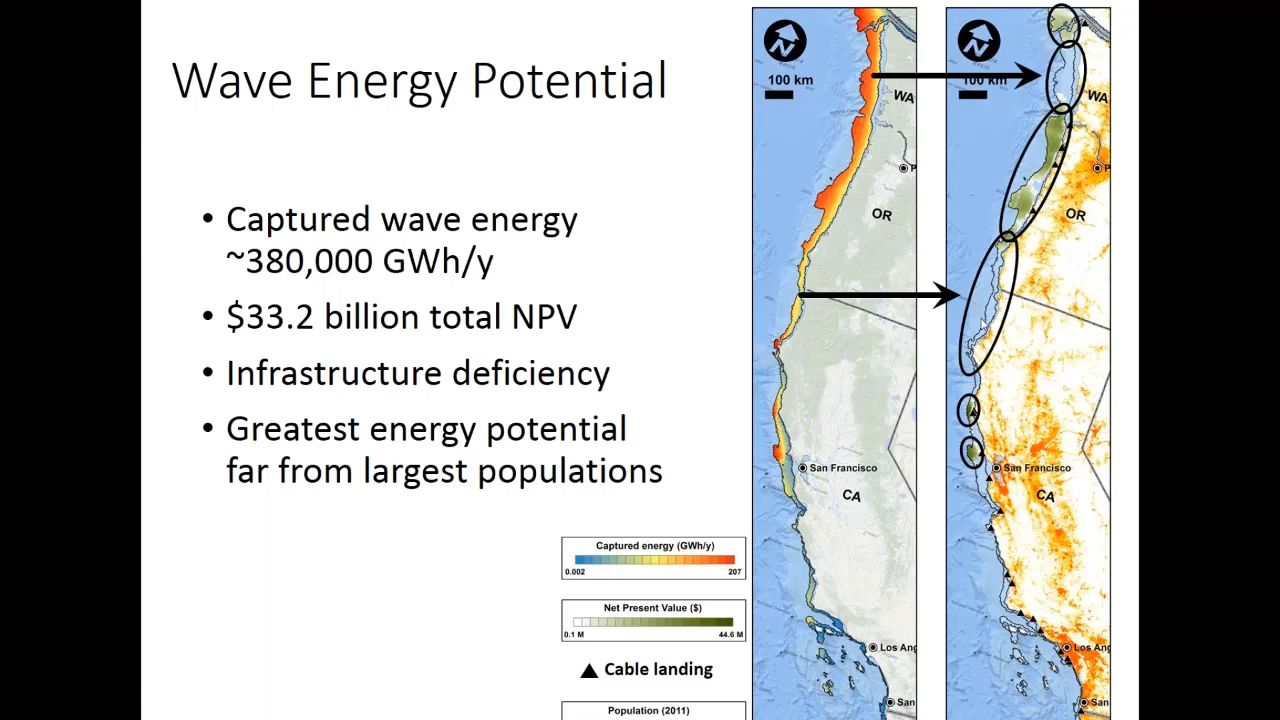 Wave Energy Potential
• Captured wave energy
~380,000 GWh/y
• $33.2 billion total NPV
• Infrastructure deficiency
• Greatest energy potential
far from largest populations
Captured energy (GWh/y)
0.002 207
Net Present Value ($)
0.1 M 44.6 M
Cable landing
Population (2011)
N
100 km
WA
P
OR
San Francisco
CA
Los Ang
San
N
100 km
WA
P
OR
San Francisco
CA
Los Ang
San